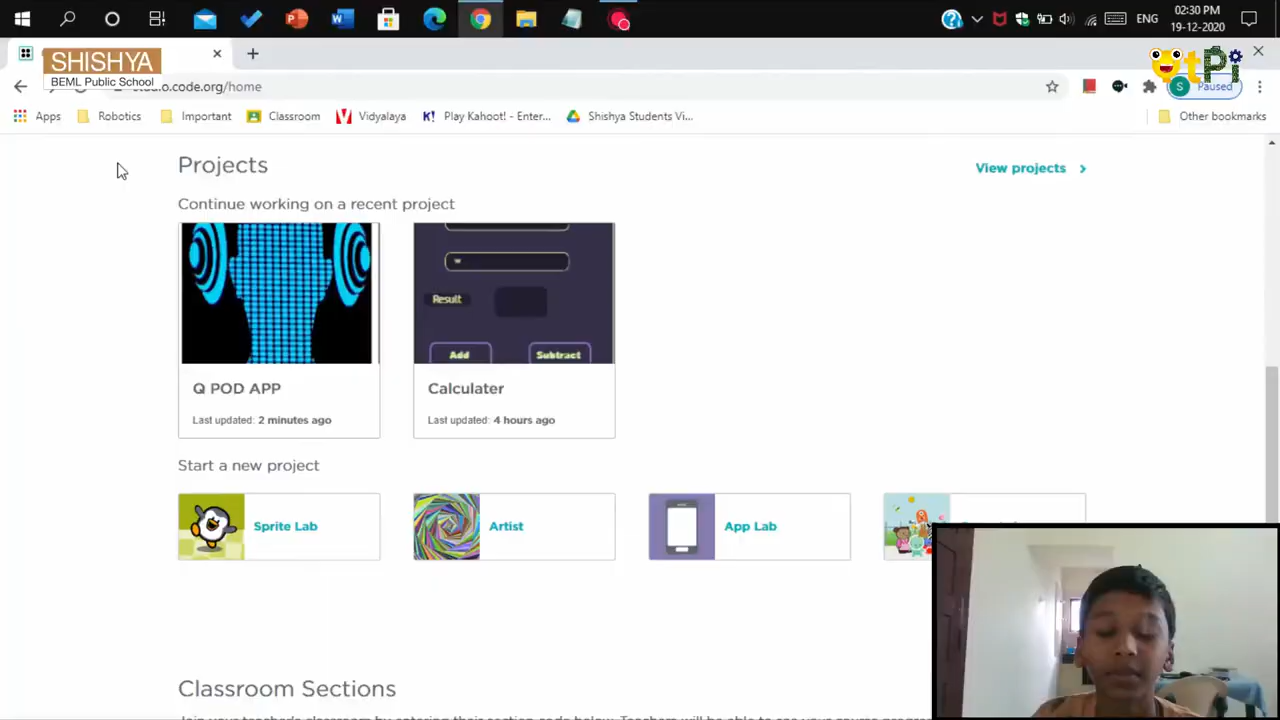 ENG
02:30 PM
19-12-2020
SHISHYA
BEML Public School
tPi
.code.org/home
S
Paused
Apps
Robotics
Important
Classroom
Vidyalaya
Play Kahoot! - Enter...
Shishya Students Vi...
Other bookmarks
Projects
View projects
Continue working on a recent project
Result
Add
Subtract
Q POD APP
Calculater
Last updated: 2 minutes ago
Last updated: 4 hours ago
Start a new project
Sprite Lab
Artist
App Lab
Classroom Sections